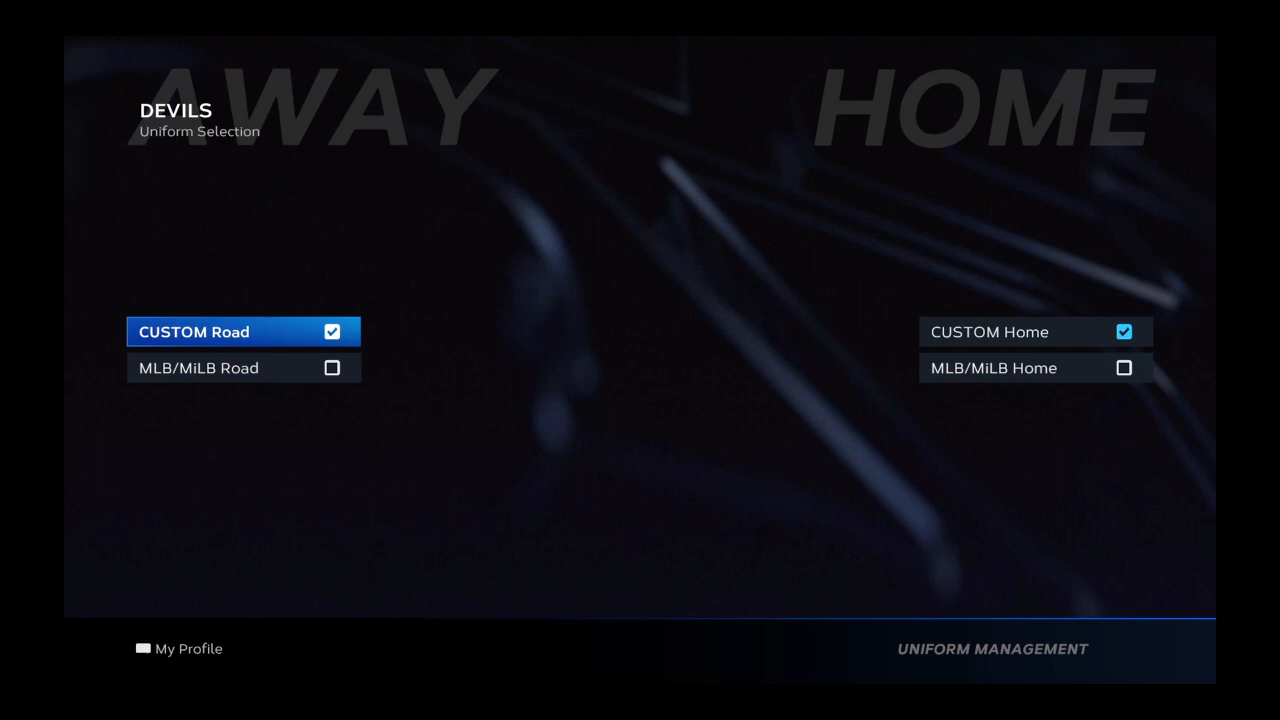 AWAY
HOME
DEVILS
Uniform Selection
CUSTOM Road
CUSTOM Home
MLB/MiLB Road
MLB/MiLB Home
My Profile
UNIFORM MANAGEMENT